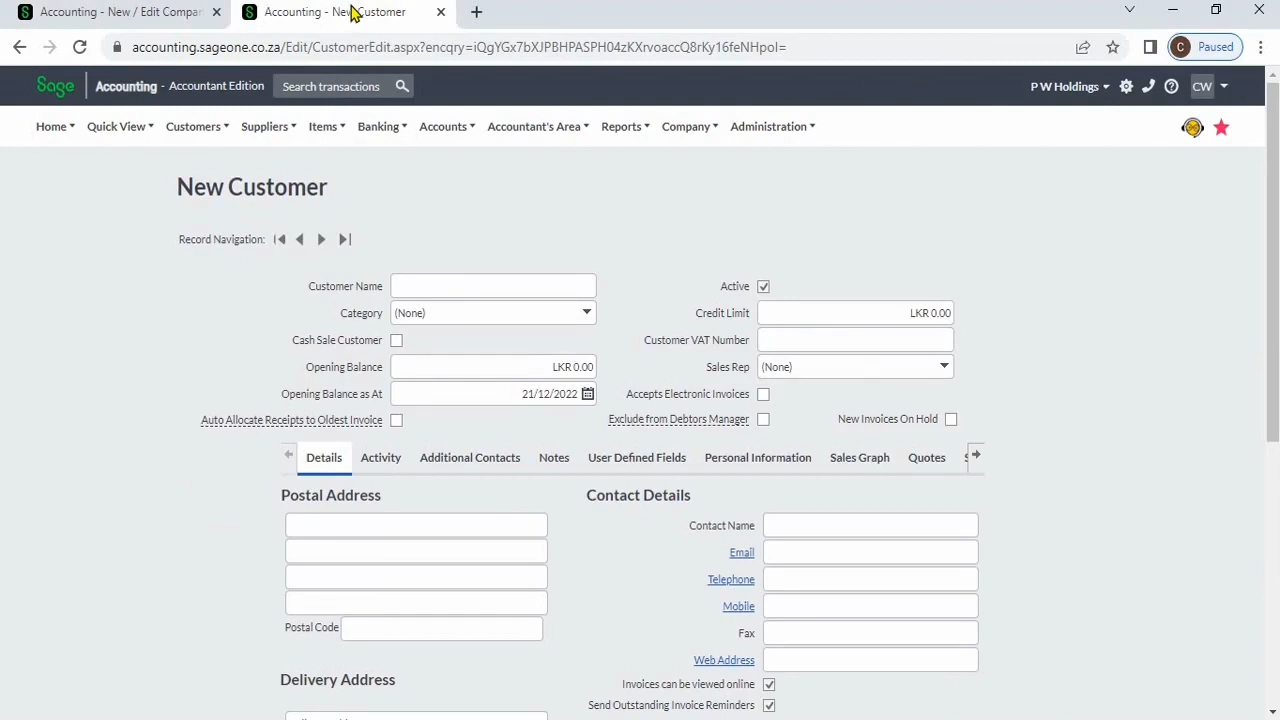 Accounting - New / Edit Compan
Accounting - New Customer
accounting.sageone.co.za/Edit/CustomerEdit.aspx?encqry=iQgYGx7bXJPBHPASPH04zKXrvoaccQ8rKy16feNHpoI=
C Paused
Sage Accounting - Accountant Edition Search transactions P W Holdings CW
Home Quick View Customers Suppliers Items Banking Accounts Accountant's Area Reports Company Administration
New Customer
Record Navigation:
Customer Name Active
Category (None) Credit Limit LKR 0.00
Cash Sale Customer Customer VAT Number
Opening Balance LKR 0.00 Sales Rep (None)
Opening Balance as At 21/12/2022 Accepts Electronic Invoices
Auto Allocate Receipts to Oldest Invoice Exclude from Debtors Manager New Invoices On Hold
Details Activity Additional Contacts Notes User Defined Fields Personal Information Sales Graph Quotes
Postal Address Contact Details
Contact Name
Email
Telephone
Mobile
Postal Code Fax
Web Address
Delivery Address Invoices can be viewed online
Send Outstanding Invoice Reminders